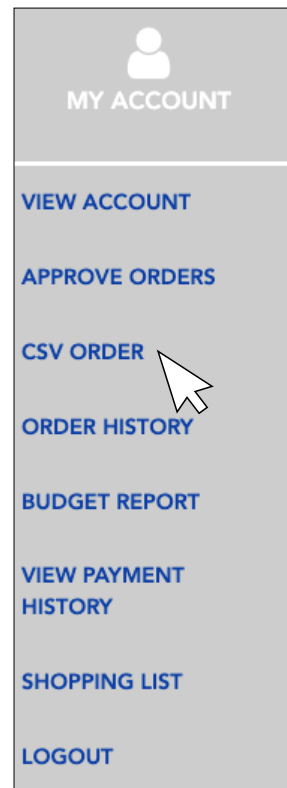 MY ACCOUNT
VIEW ACCOUNT
APPROVE ORDERS
CSV ORDER
ORDER HISTORY
BUDGET REPORT
VIEW PAYMENT
HISTORY
SHOPPING LIST
LOGOUT